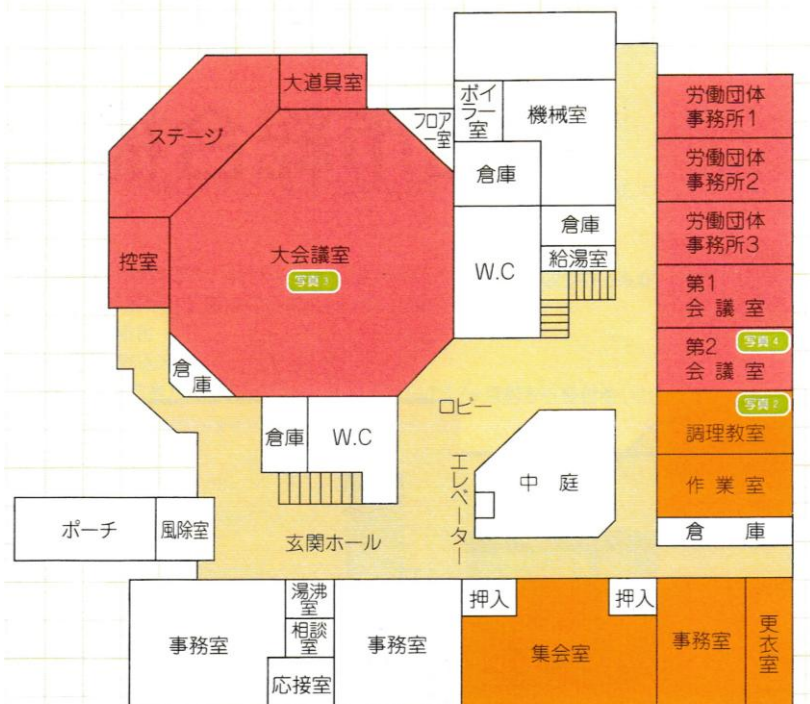 大道具室
ステージ
フロア
ー室
ボイ
ラー
室
機械室
労働団体
事務所1
労働団体
事務所2
倉庫
控室
大会議室
写真3
倉庫
W.C
給湯室
労働団体
事務所3
第1
会議室
第2
写真4
会議室
倉
庫
ロビー
写真2
調理教室
倉庫
W.C
エレベーター
中庭
作業室
ポーチ
風除室
玄関ホール
倉庫
湯沸
室
押入
押入
事務室
相談
室
事務室
集会室
事務室
更衣室
応接室